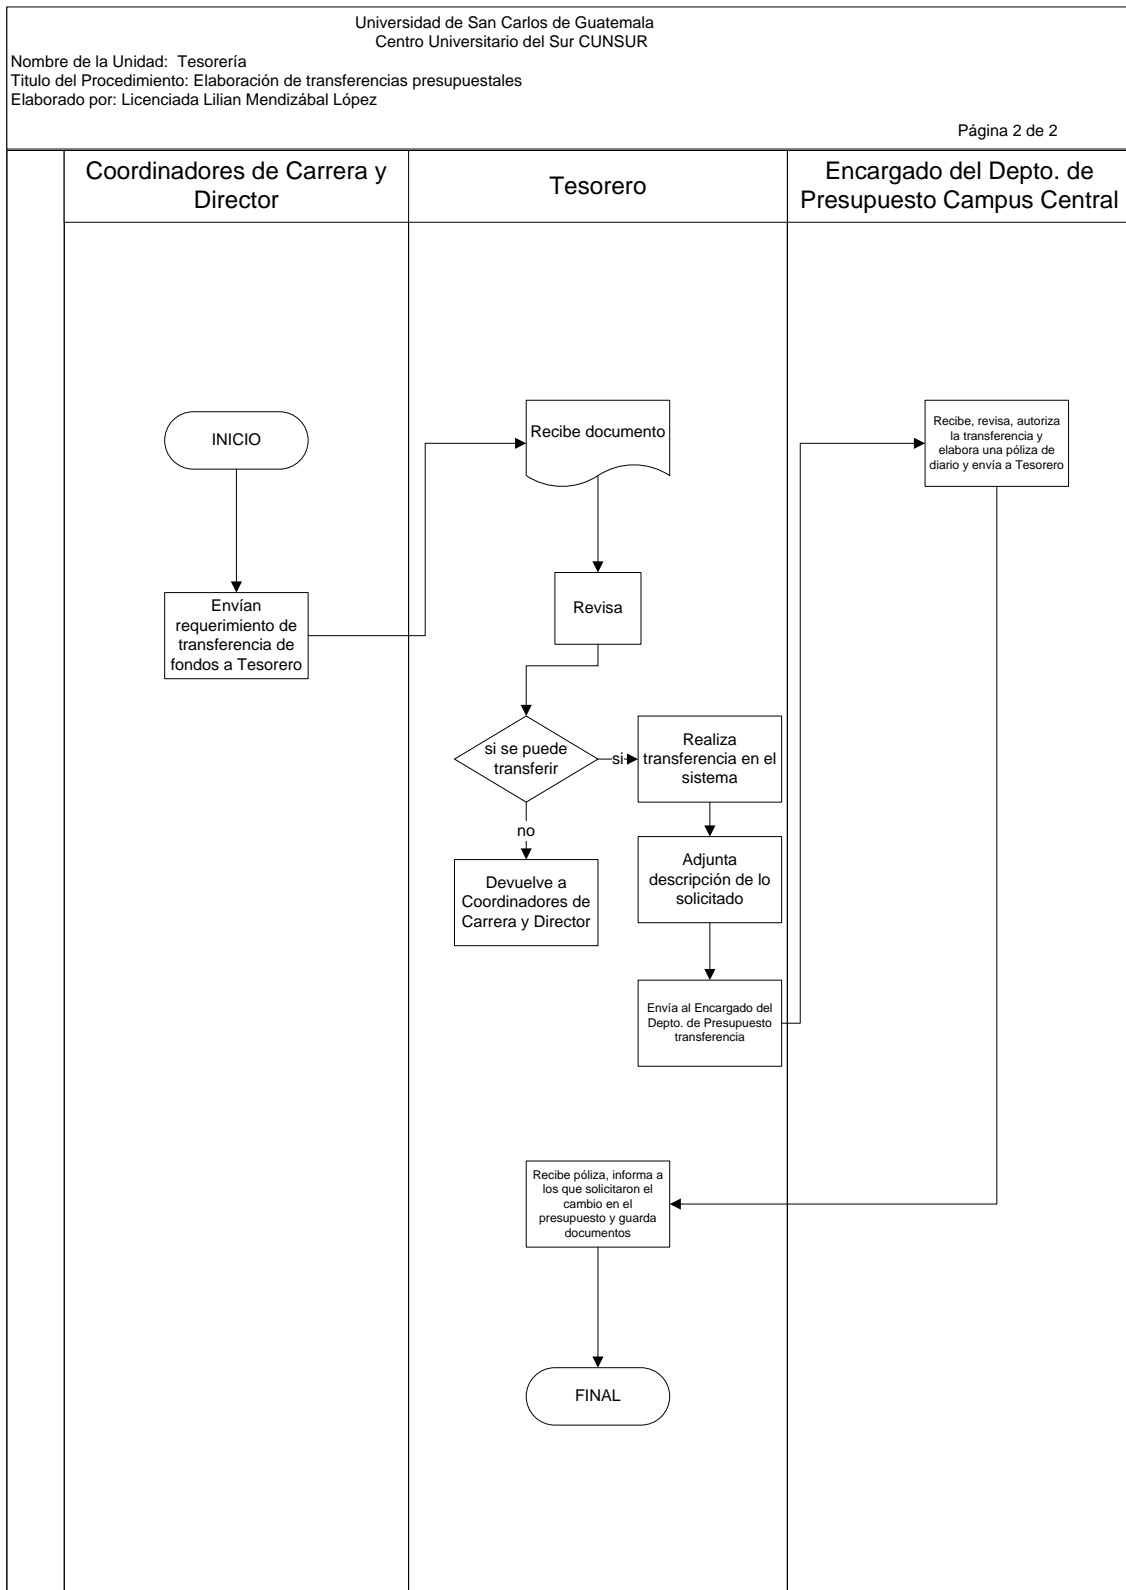 Universidad de San Carlos de Guatemala
Centro Universitario del Sur CUNSUR
Nombre de la Unidad: Tesorería
Titulo del Procedimiento: Elaboración de transferencias presupuestales
Elaborado por: Licenciada Lilian Mendizábal López
Página 2 de 2
Coordinadores de Carrera y
Director
Tesorero
Encargado del Depto. de
Presupuesto Campus Central
INICIO
Envían
requerimiento de
transferencia de
fondos a Tesorero
Recibe documento
Revisa
si se puede
transferir
si
no
Devuelve a
Coordinadores de
Carrera y Director
Realiza
transferencia en el
sistema
Adjunta
descripción de lo
solicitado
Envía al Encargado del
Depto. de Presupuesto
transferencia
Recibe, revisa, autoriza
la transferencia y
elabora una póliza de
diario y envía a Tesorero
Recibe póliza, informa a
los que solicitaron el
cambio en el
presupuesto y guarda
documentos
FINAL